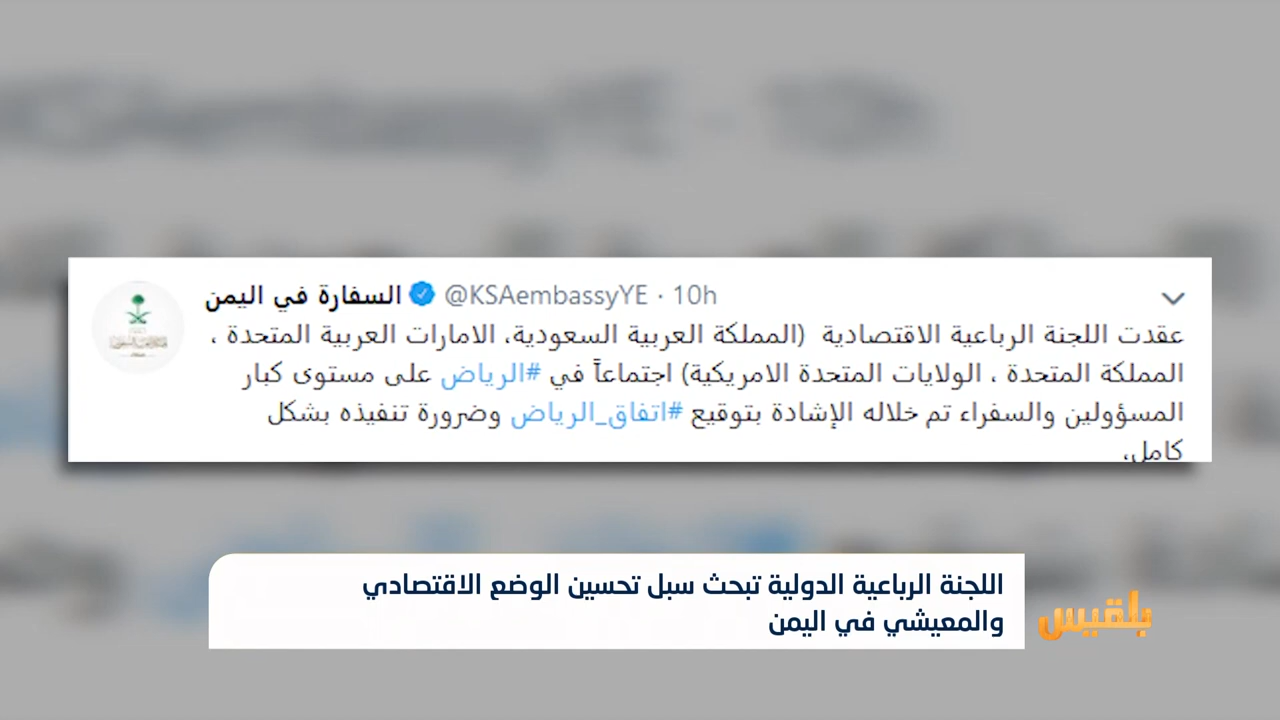 السفارة في اليمن @KSAembassyYE · 10h
عقدت اللجنة الرباعية الاقتصادية (المملكة العربية السعودية، الامارات العربية المتحدة ،
المملكة المتحدة ، الولايات المتحدة الامريكية) اجتماعاً في #الرياض على مستوى كبار
المسؤولين والسفراء تم خلاله الإشادة بتوقيع #اتفاق_الرياض وضرورة تنفيذه بشكل
كامل،
اللجنة الرباعية الدولية تبحث سبل تحسين الوضع الاقتصادي
والمعيشي في اليمن
بلقيس